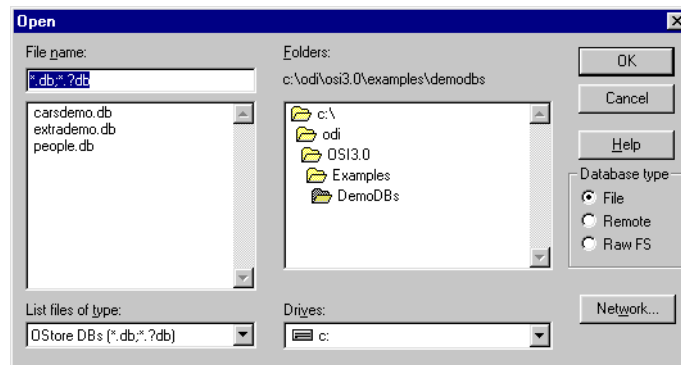 Open
File name:
*.db;*.?db
carsdemo.db
extrademo.db
people.db
List files of type:
OStore DBs (*.db;*.?db)
Folders:
c:\odi\osi3.0\examples\demodbs
c:\
odi
OSI3.0
Examples
DemoDBs
Drives:
c:
OK
Cancel
Help
Database type
File
Remote
Raw FS
Network...